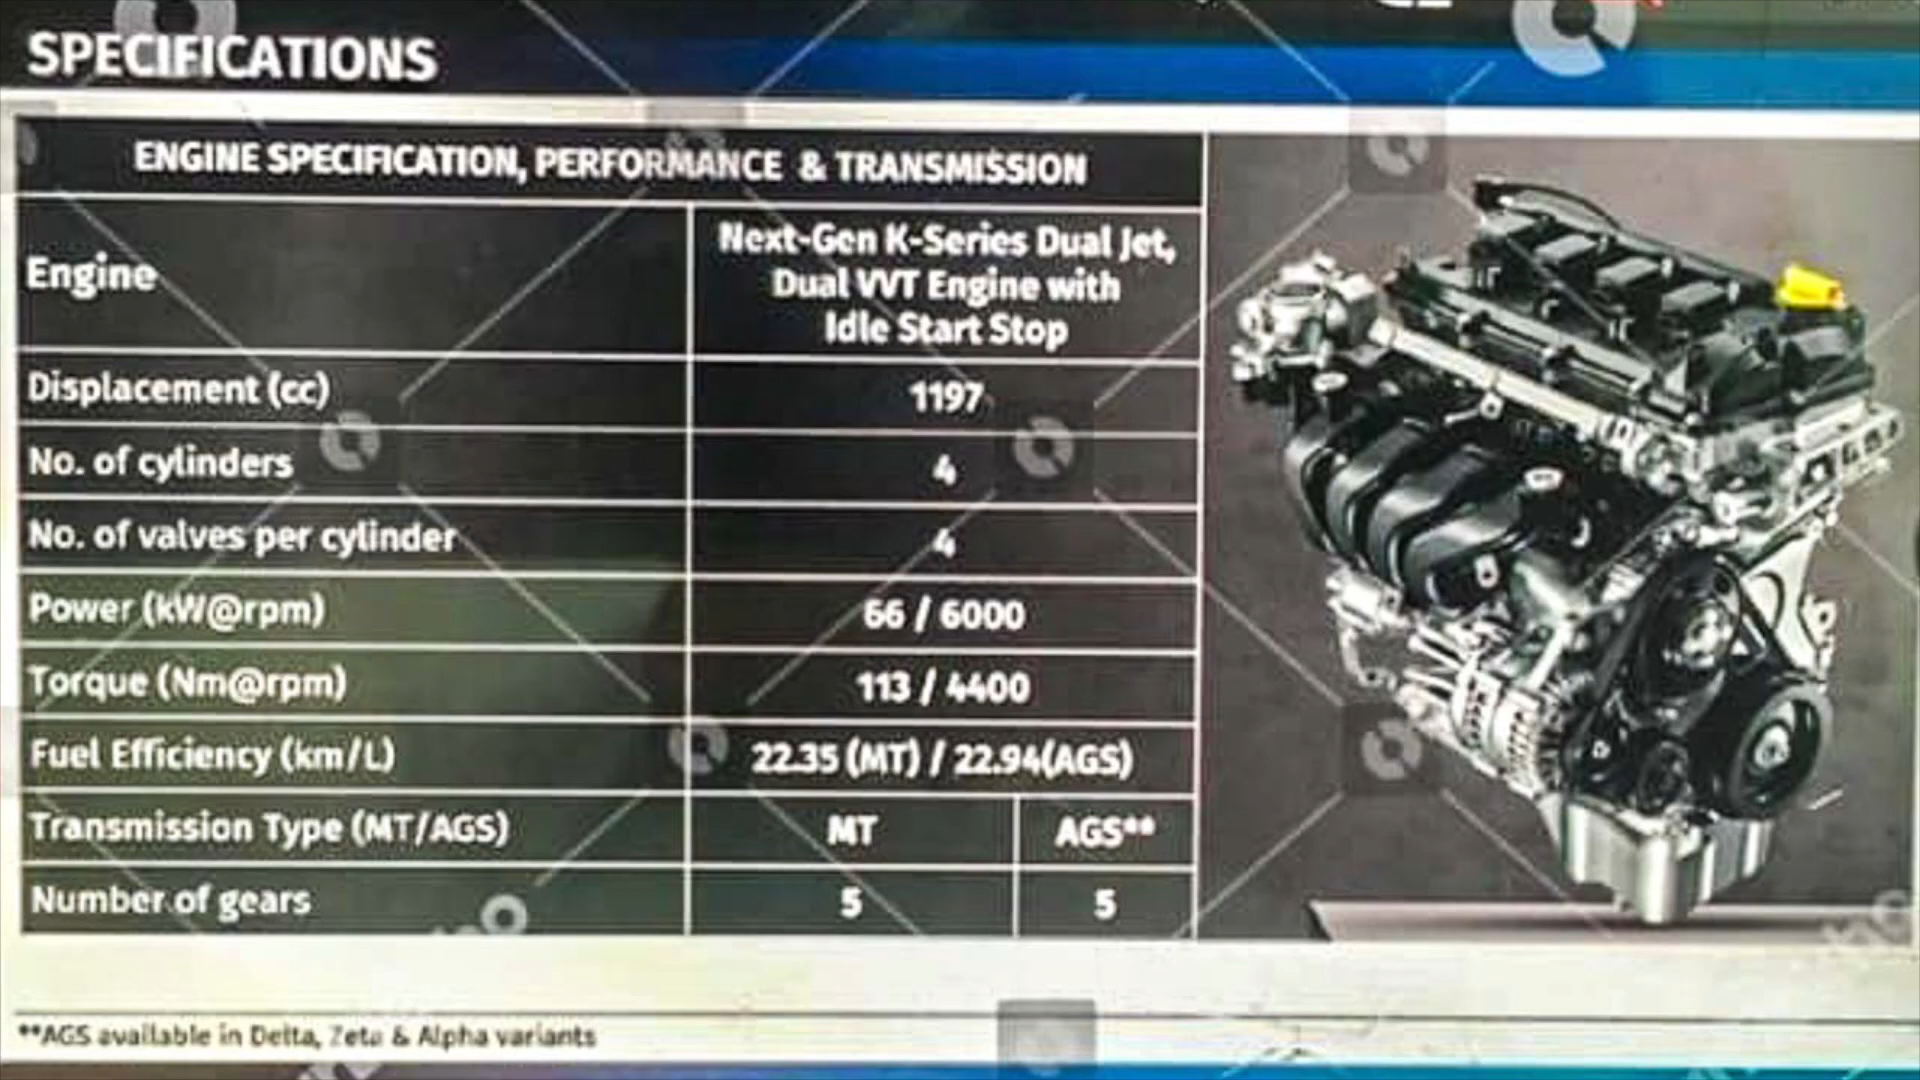 SPECIFICATIONS
ENGINE SPECIFICATION, PERFORMANCE & TRANSMISSION
Engine
Next-Gen K-Series Dual Jet,
Dual VVT Engine with
Idle Start Stop
Displacement (cc) 1197
No. of cylinders 4
No. of valves per cylinder 4
Power (kW@rpm) 66 / 6000
Torque (Nm@rpm) 113 / 4400
Fuel Efficiency (km/L) 22.35 (MT) / 22.94(AGS)
Transmission Type (MT/AGS) MT AGS**
Number of gears 5 5
**AGS available in Delta, Zeta & Alpha variants